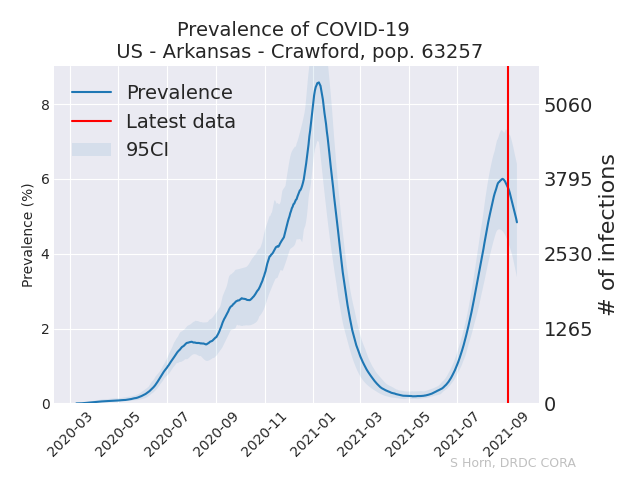 Prevalence of COVID-19
US - Arkansas - Crawford, pop. 63257
Prevalence
Latest data
95CI
Prevalence (%)
8
6
4
2
0
# of infections
5060
3795
2530
1265
0
2020-03
2020-05
2020-07
2020-09
2020-11
2021-01
2021-03
2021-05
2021-07
2021-09
S Horn, DRDC CORA